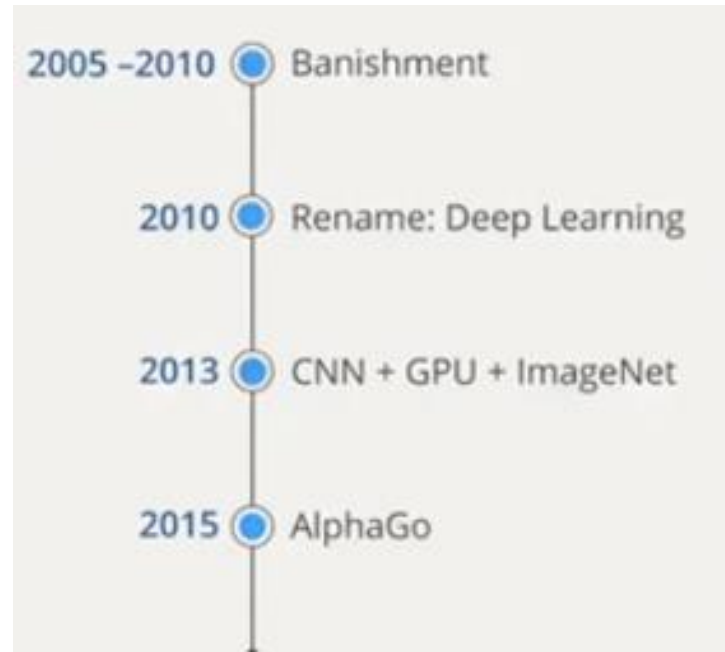 2005 –2010 Banishment
2010 Rename: Deep Learning
2013 CNN + GPU + ImageNet
2015 AlphaGo